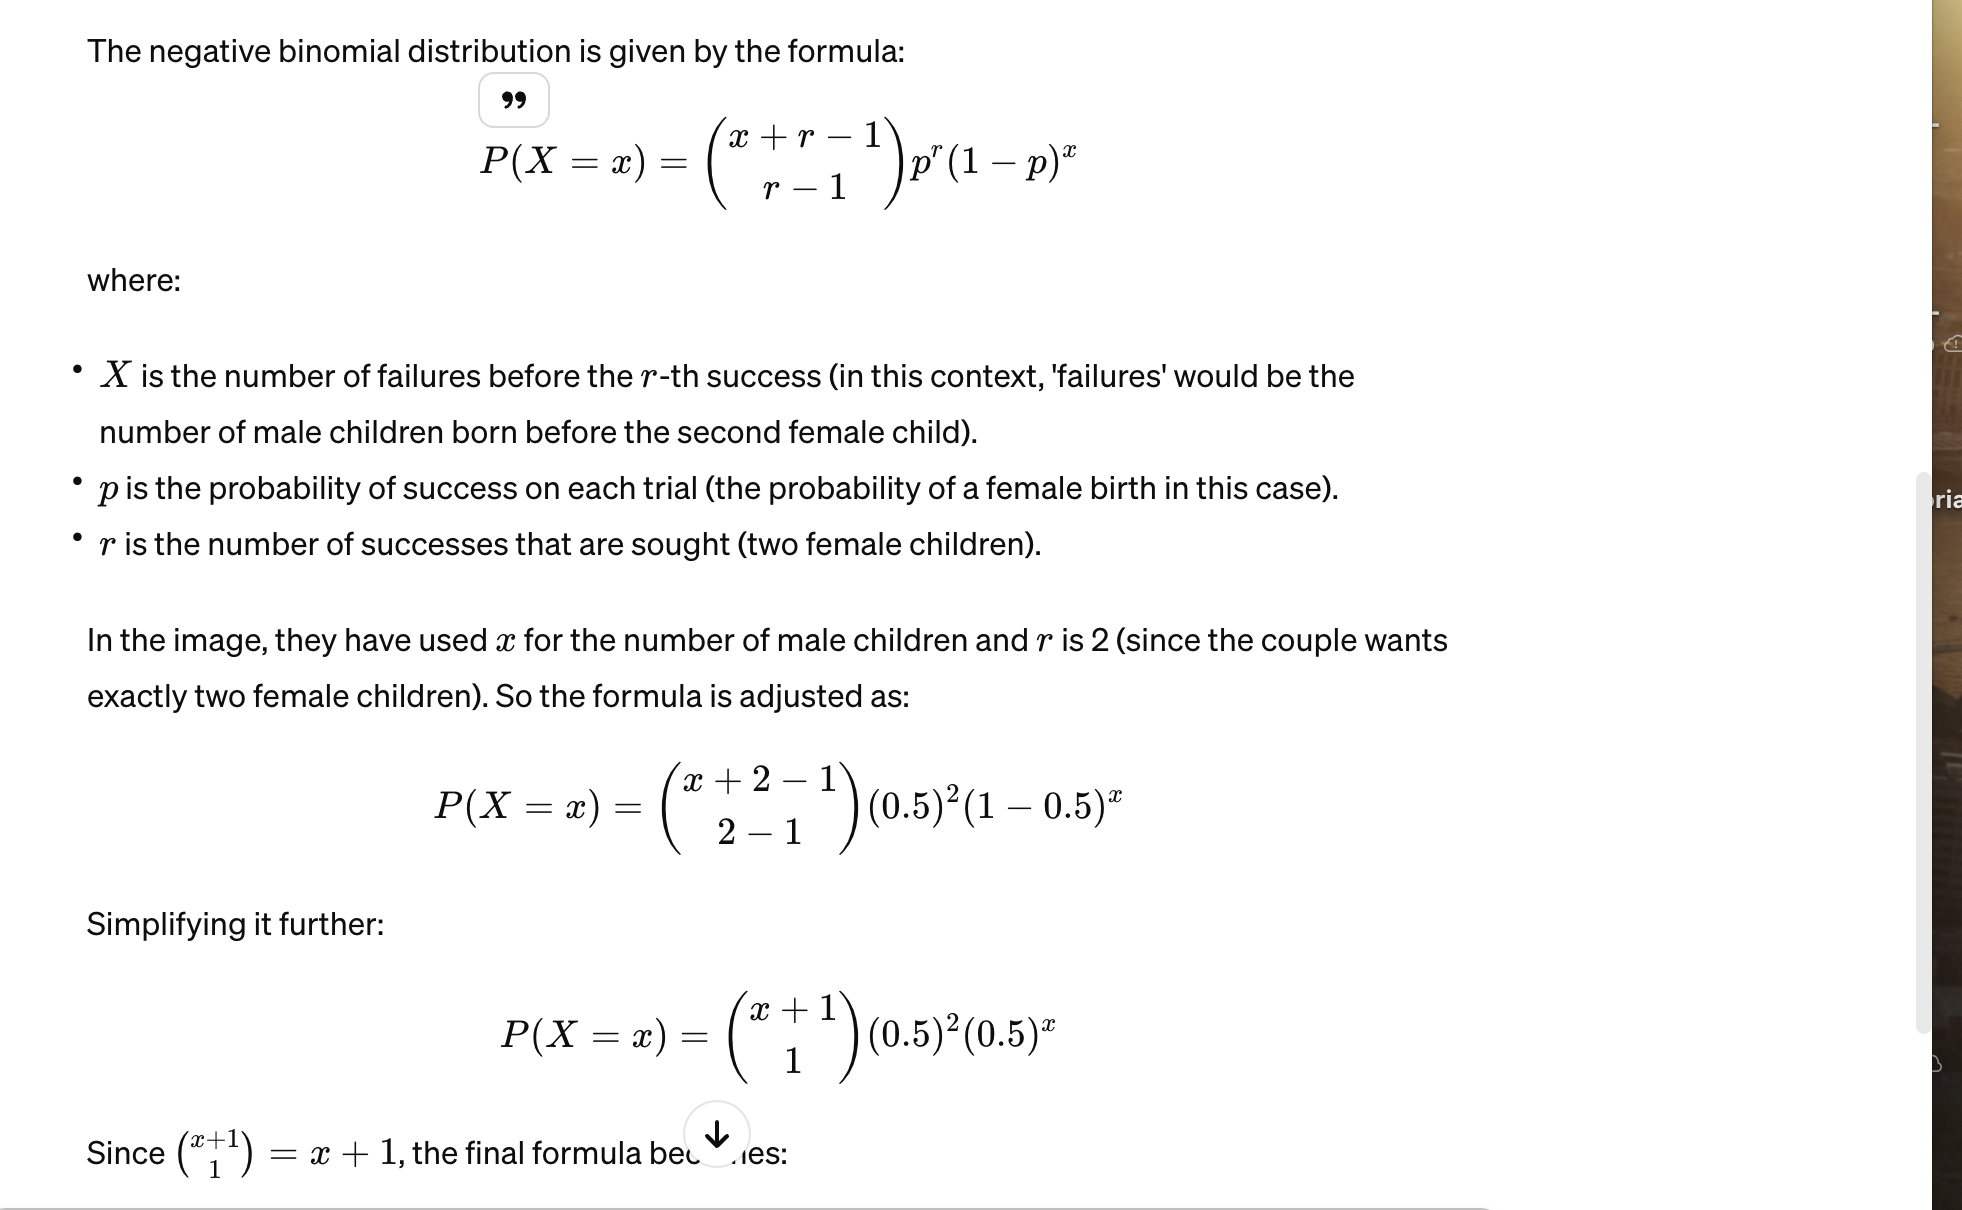 The negative binomial distribution is given by the formula:
”
P(X = x) = \binom{x + r − 1}{r − 1} p^r (1 − p)^x
where:
• X is the number of failures before the r-th success (in this context, 'failures' would be the
number of male children born before the second female child).
• p is the probability of success on each trial (the probability of a female birth in this case).
• r is the number of successes that are sought (two female children).
In the image, they have used x for the number of male children and r is 2 (since the couple wants
exactly two female children). So the formula is adjusted as:
P(X = x) = \binom{x + 2 − 1}{2 − 1} (0.5)^2 (1 − 0.5)^x
Simplifying it further:
P(X = x) = \binom{x + 1}{1} (0.5)^2 (0.5)^x
Since \binom{x+1}{1} = x + 1, the final formula